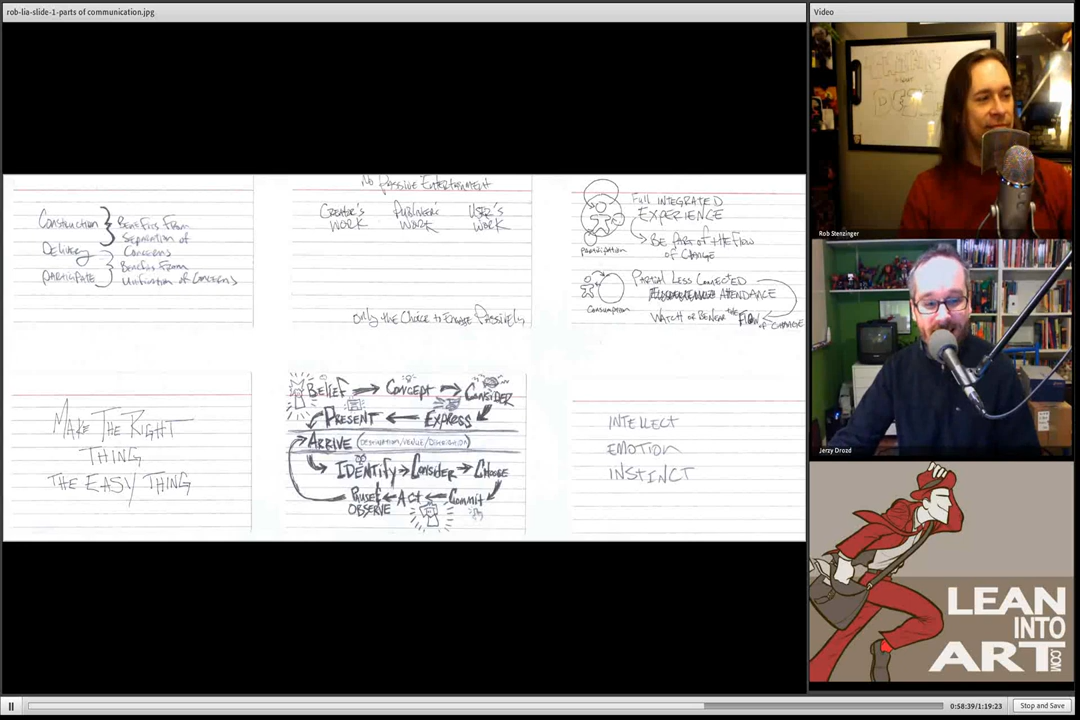 rob-lia-slide-1-parts of communication.jpg
Video
Construction
Benefits From
Separation of
Concerns
Delivery
Benefits From
participate
Unification of Concerns
No Passive Entertainment
Creator's
Work
Publisher's
Work
User's
Work
Only the Choice to Engage Passively
Full Integrated
Experience
Be Part of the Flow
of Change
participation
Partial Less Connected
Attendance
Consumption
Watch or Be Near the Flow
of Change
Make The Right
Thing
The Easy Thing
Belief Concept Consider
Present Express
Arrive (Destination/Venue/Distribution)
Identify Consider Choose
Pause & Act Commit
Observe
Intellect
Emotion
Instinct
Rob Stenzinger
Jerzy Drozd
LEAN
INTO
ART.COM
0:58:39/1:19:23
Stop and Save